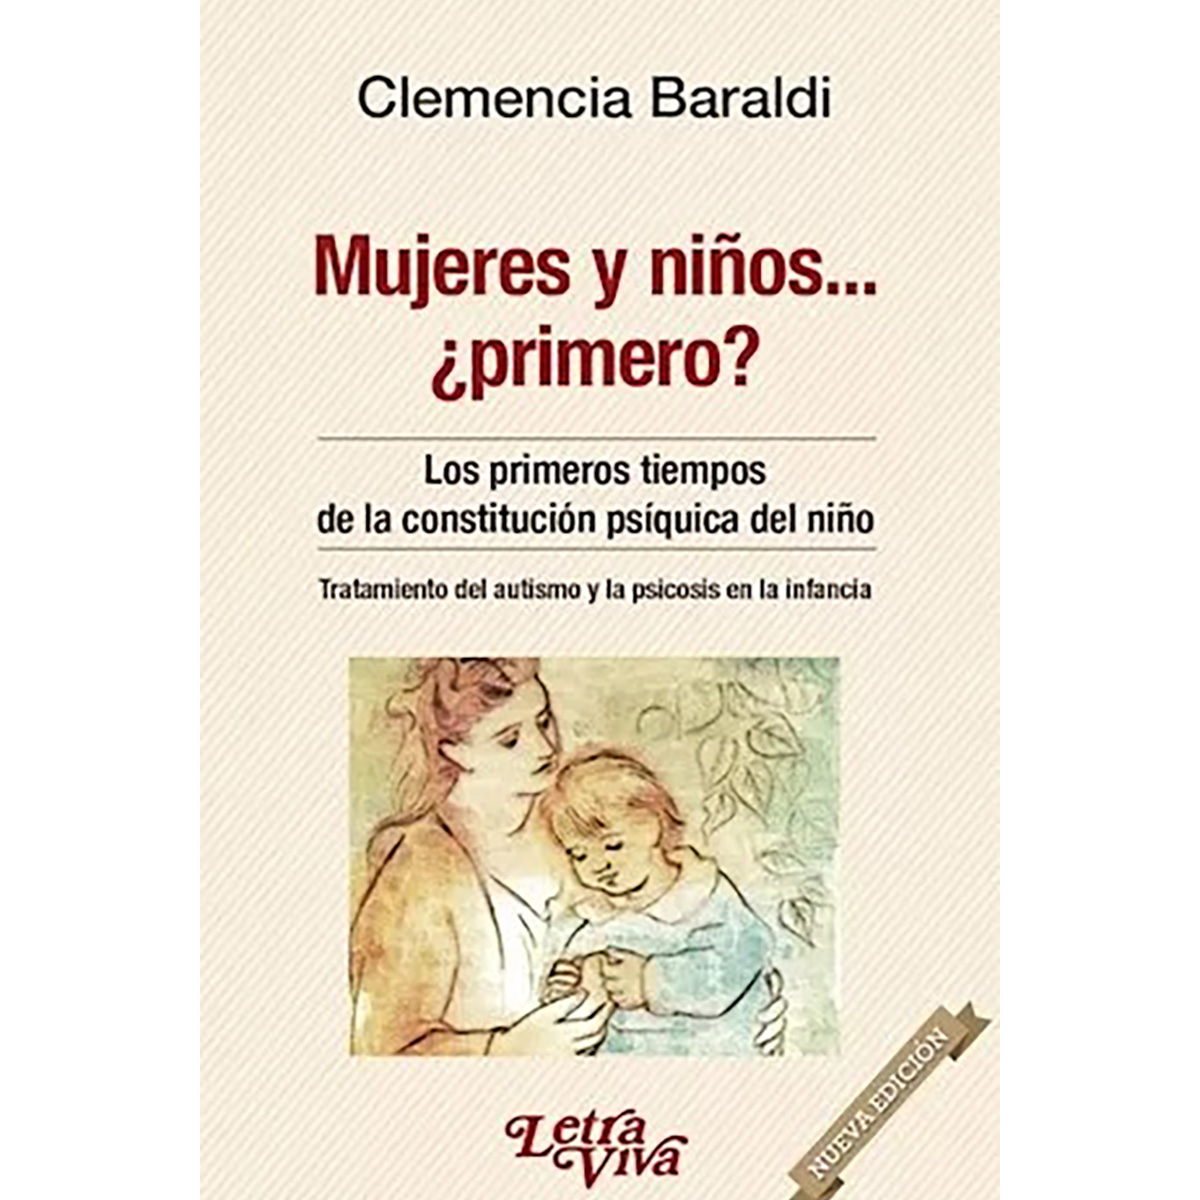 Clemencia Baraldi
Mujeres y niños...
¿primero?
Los primeros tiempos
de la constitución psíquica del niño
Tratamiento del autismo y la psicosis en la infancia
NUEVA EDICIÓN
Letra
Viva